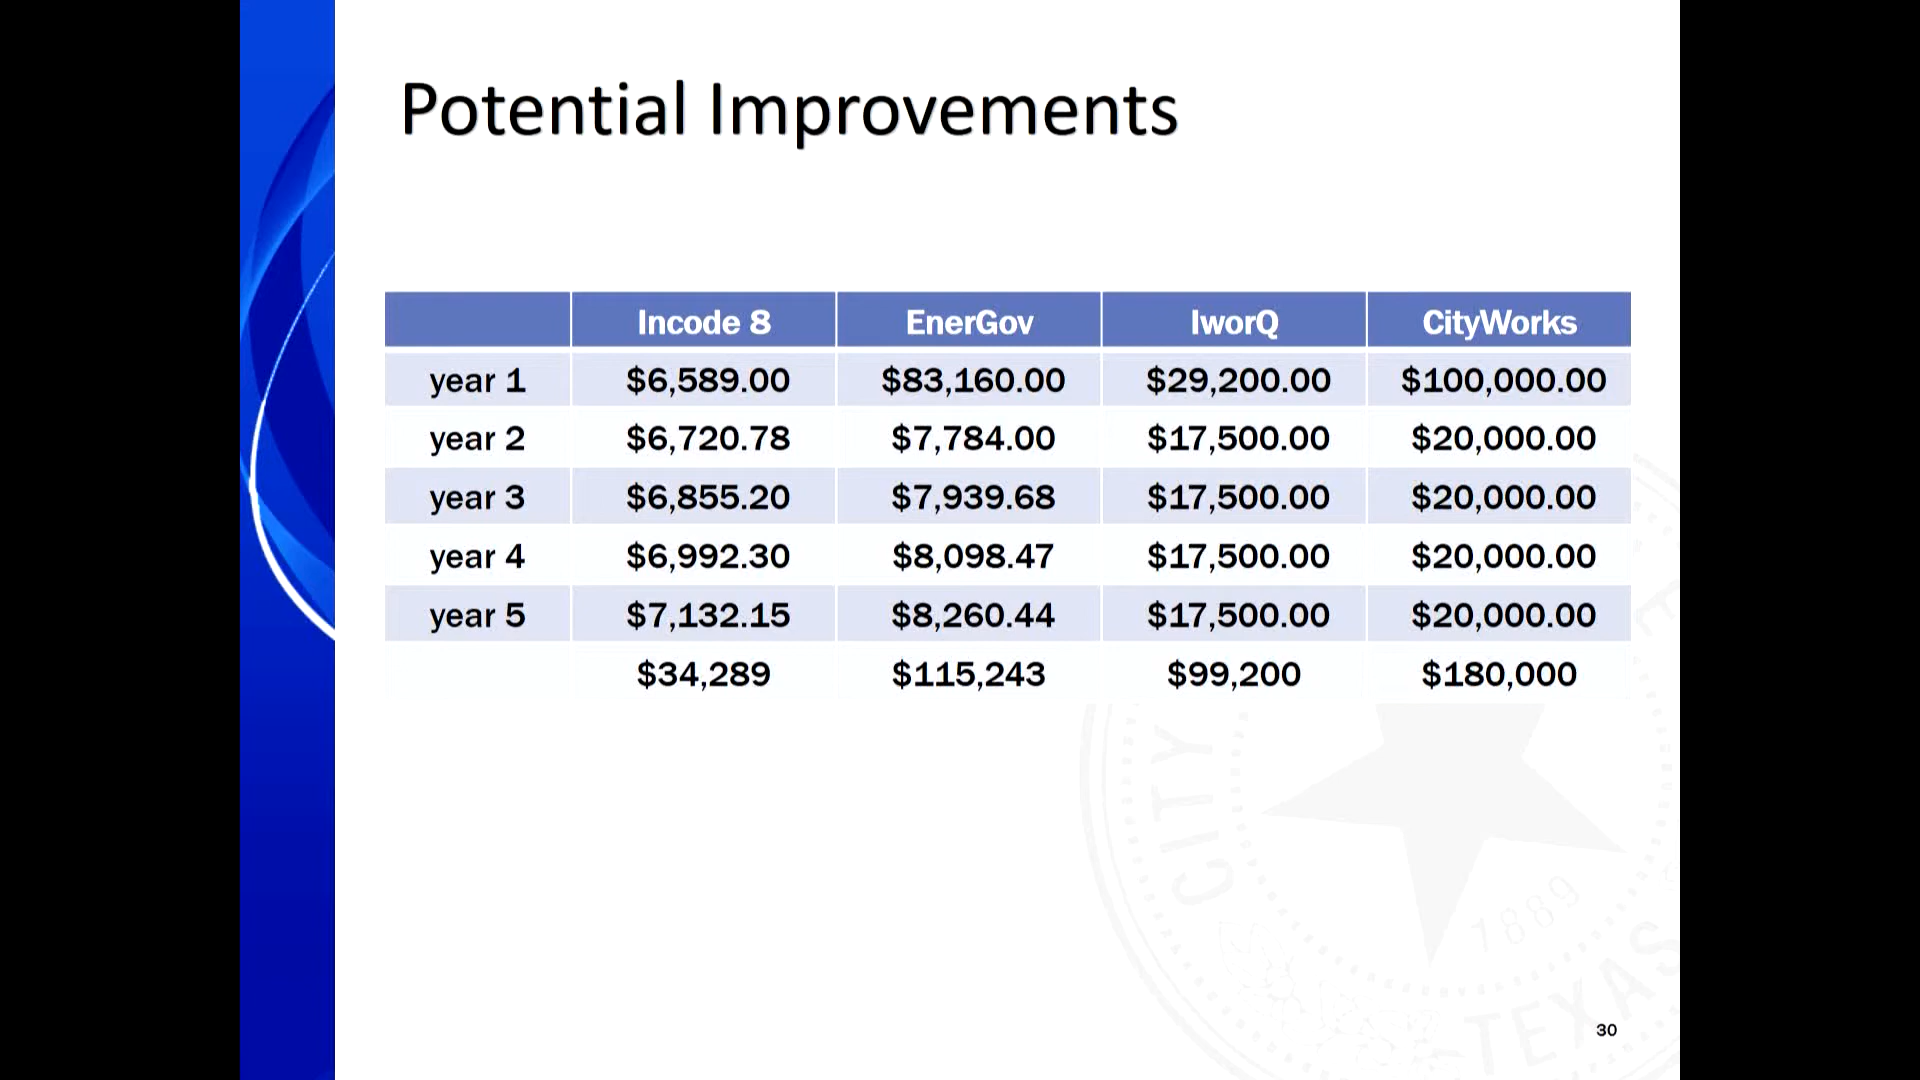 Potential Improvements
Incode 8 EnerGov IworQ CityWorks
year 1 $6,589.00 $83,160.00 $29,200.00 $100,000.00
year 2 $6,720.78 $7,784.00 $17,500.00 $20,000.00
year 3 $6,855.20 $7,939.68 $17,500.00 $20,000.00
year 4 $6,992.30 $8,098.47 $17,500.00 $20,000.00
year 5 $7,132.15 $8,260.44 $17,500.00 $20,000.00
$34,289 $115,243 $99,200 $180,000
CITY
1889
TEXAS
30